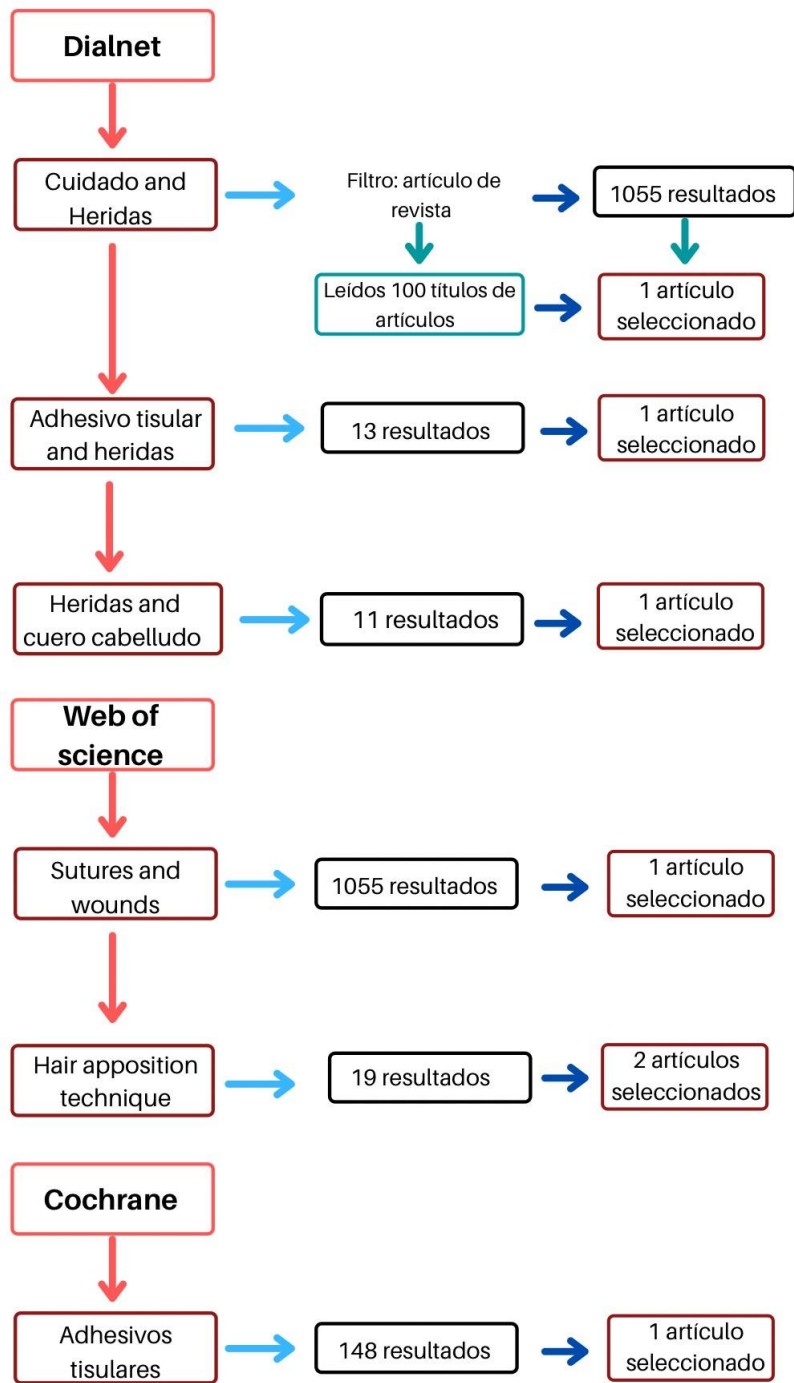 Dialnet
Cuidado and
Heridas
Filtro: artículo de
revista
1055 resultados
Leídos 100 títulos de
artículos
1 artículo
seleccionado
Adhesivo tisular
and heridas
13 resultados
1 artículo
seleccionado
Heridas and
cuero cabelludo
11 resultados
1 artículo
seleccionado
Web of
science
Sutures and
wounds
1055 resultados
1 artículo
seleccionado
Hair apposition
technique
19 resultados
2 artículos
seleccionados
Cochrane
Adhesivos
tisulares
148 resultados
1 artículo
seleccionado